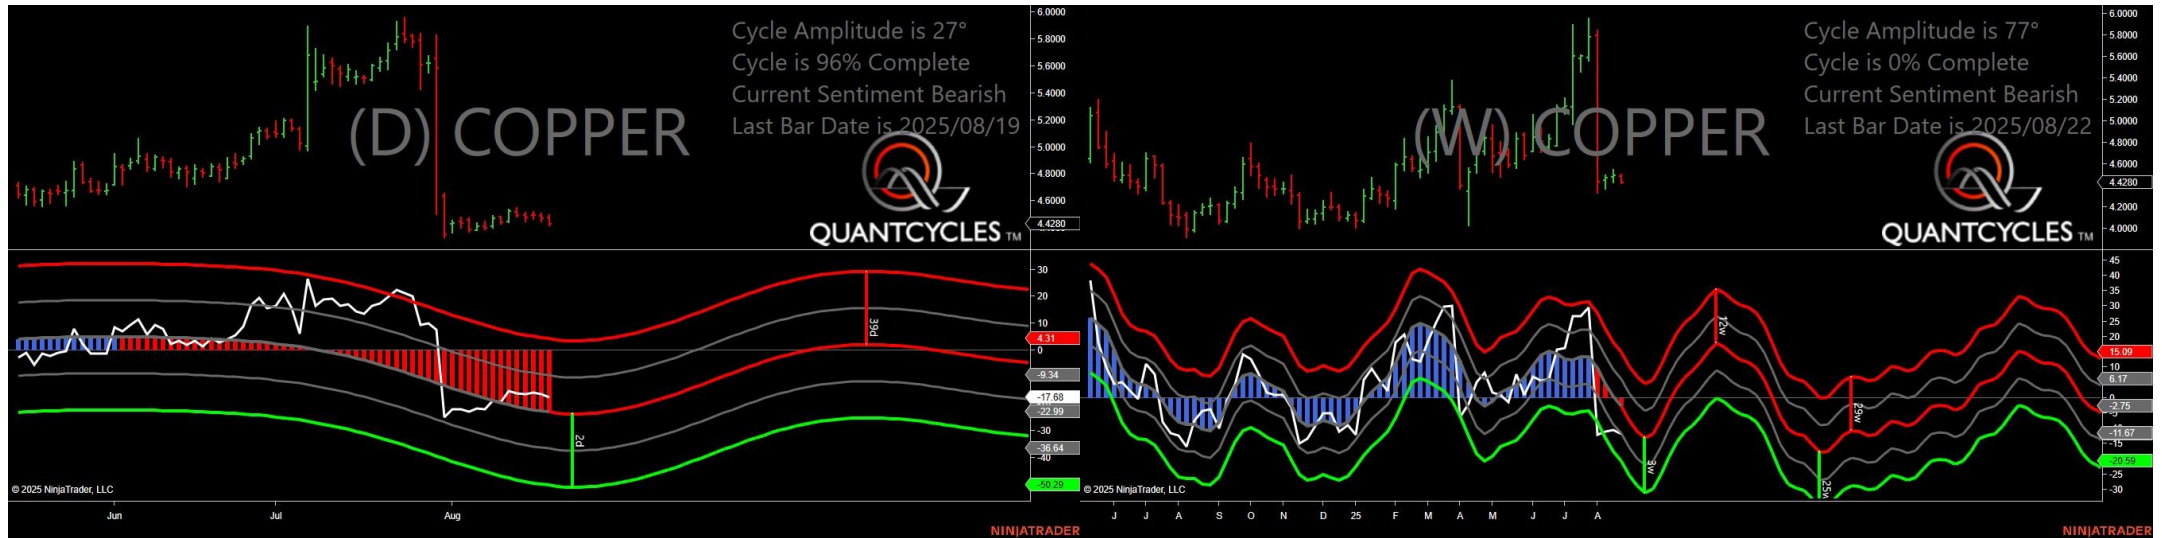 Cycle Amplitude is 27°
Cycle is 96% Complete
Current Sentiment Bearish
Last Bar Date is 2025/08/19
(D) COPPER
QUANTCYCLES TM
6.0000
5.8000
5.6000
5.4000
5.2000
5.0000
4.8000
4.6000
4.4280
30
20
10
4.31
0
-9.34
-17.68
-22.99
-30
-36.64
-40
-50.29
39d
2d
© 2025 NinjaTrader, LLC
Jun Jul Aug
NINJATRADER
Cycle Amplitude is 77°
Cycle is 0% Complete
Current Sentiment Bearish
Last Bar Date is 2025/08/22
(W) COPPER
QUANTCYCLES TM
6.0000
5.8000
5.6000
5.4000
5.2000
5.0000
4.8000
4.6000
4.4280
4.2000
4.0000
45
40
35
30
25
20
15.09
10
6.17
0
-2.75
-11.67
-15
-20.59
-25
-30
12w
29w
3w
25w
© 2025 NinjaTrader, LLC
J J A S O N D 25 F M A M J J A
NINJATRADER